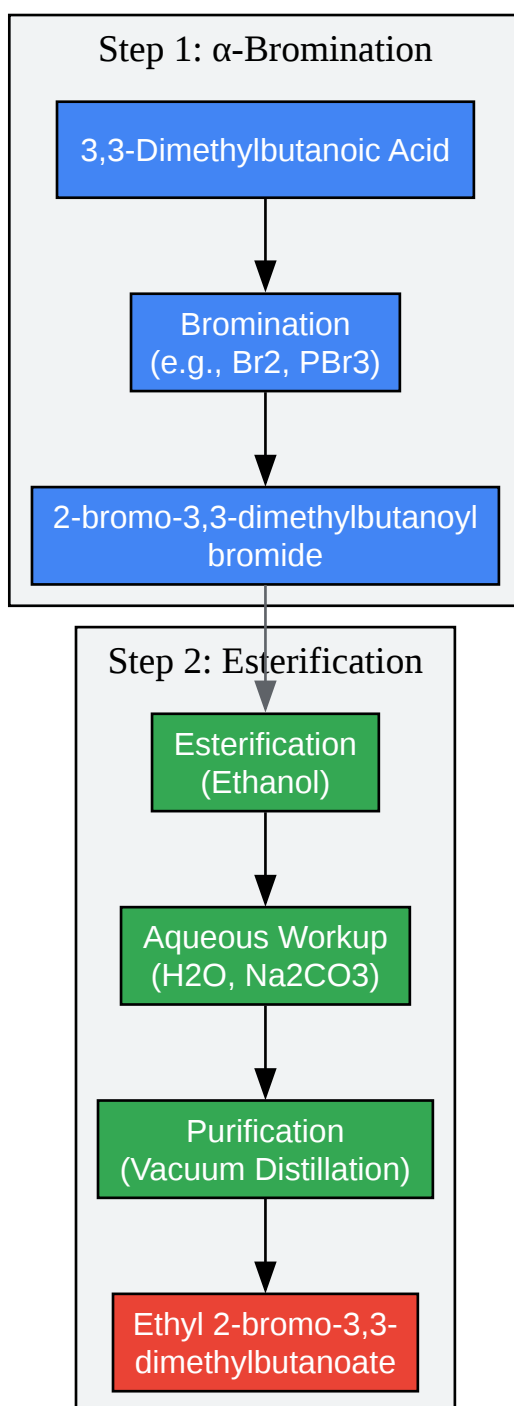 Step 1: α-Bromination
3,3-Dimethylbutanoic Acid
Bromination
(e.g., Br2, PBr3)
2-bromo-3,3-dimethylbutanoyl
bromide
Step 2: Esterification
Esterification
(Ethanol)
Aqueous Workup
(H2O, Na2CO3)
Purification
(Vacuum Distillation)
Ethyl 2-bromo-3,3-
dimethylbutanoate